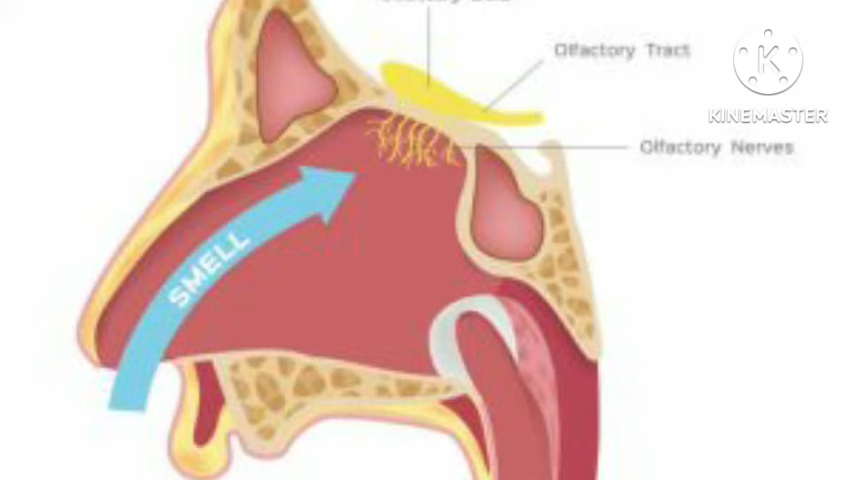 Olfactory Tract
K
KINEMASTER
Olfactory Nerves
SMELL